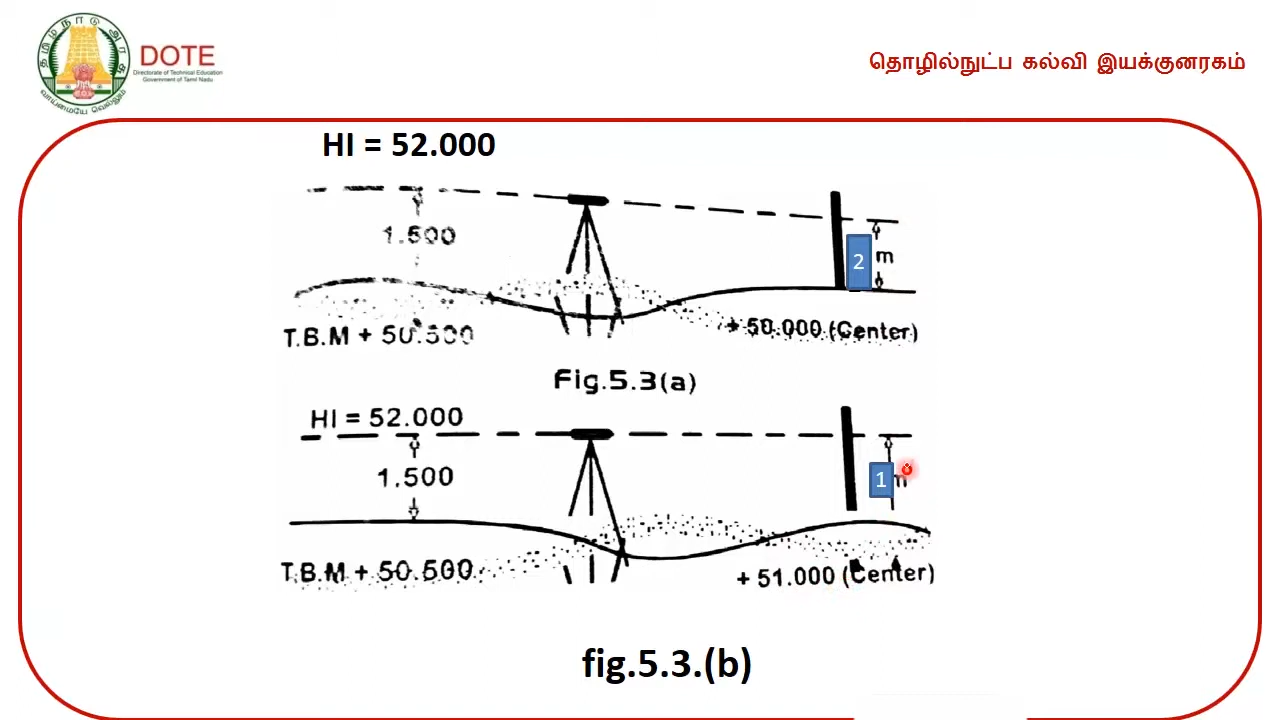 தமிழ்நாடு அரசு
வாய்மையே வெல்லும்
DOTE
Directorate of Technical Education
Government of Tamil Nadu
தொழில்நுட்ப கல்வி இயக்குனரகம்
HI = 52.000
1.500
2 m
T.B.M + 50.500
+ 50.000 (Center)
Fig.5.3(a)
HI = 52.000
1.500
1 m
T.B.M + 50.500
+ 51.000 (Center)
fig.5.3.(b)